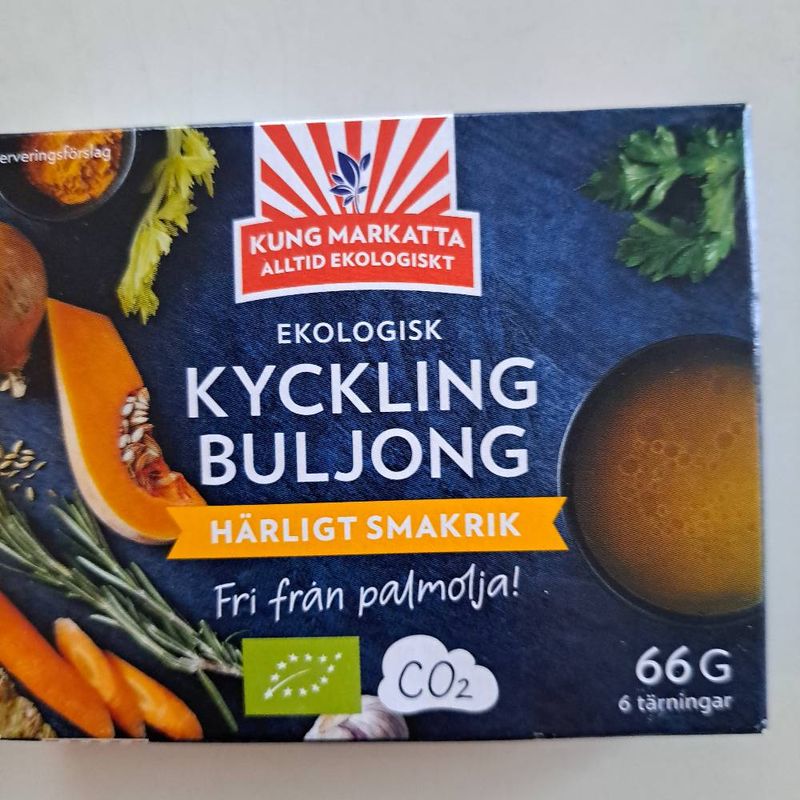 erveringsförslag
KUNG MARKATTA
ALLTID EKOLOGISKT
EKOLOGISK
KYCKLING
BULJONG
HÄRLIGT SMAKRIK
Fri från palmolja!
CO2
66 G
6 tärningar